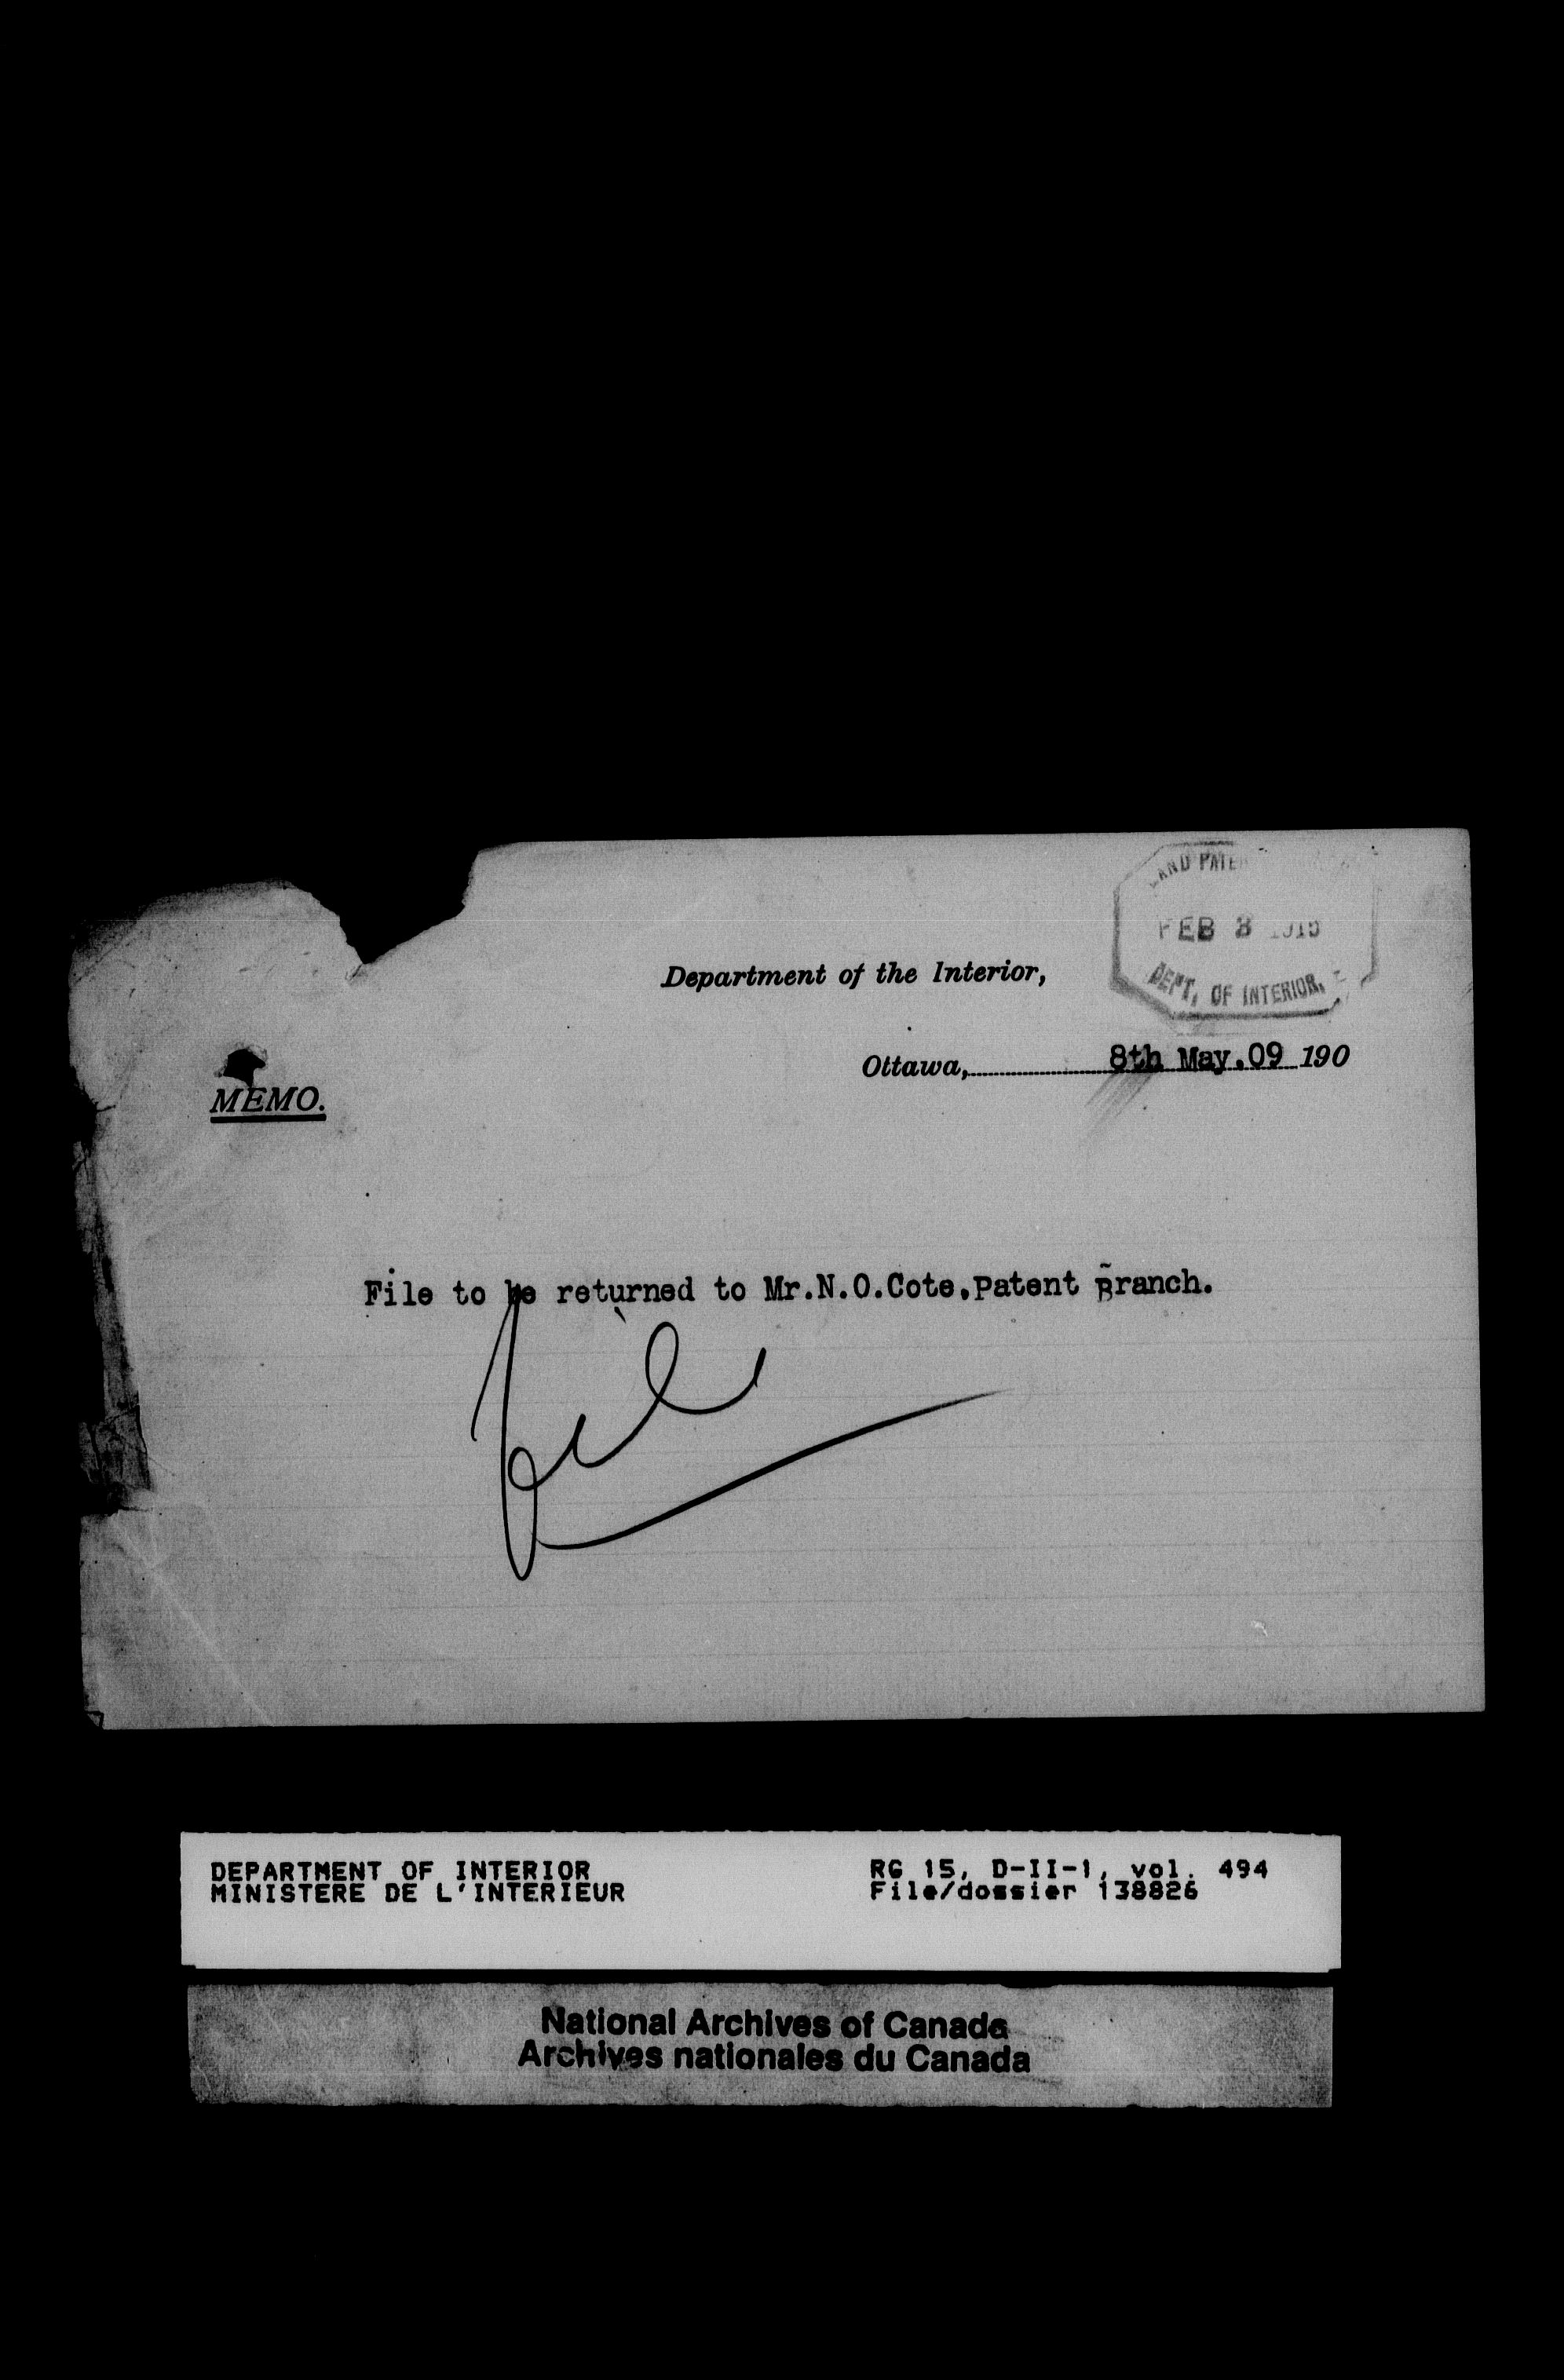 LAND PATE
FEB 8 1915
DEPT. OF INTERIOR.
Department of the Interior,
Ottawa, 8th May.09 190
MEMO.
File to be returned to Mr.N.O.Cote.Patent Branch.
file
DEPARTMENT OF INTERIOR
MINISTERE DE L'INTERIEUR
RG 15, D-II-1, vol. 494
File/dossier 138826
National Archives of Canada
Archives nationales du Canada